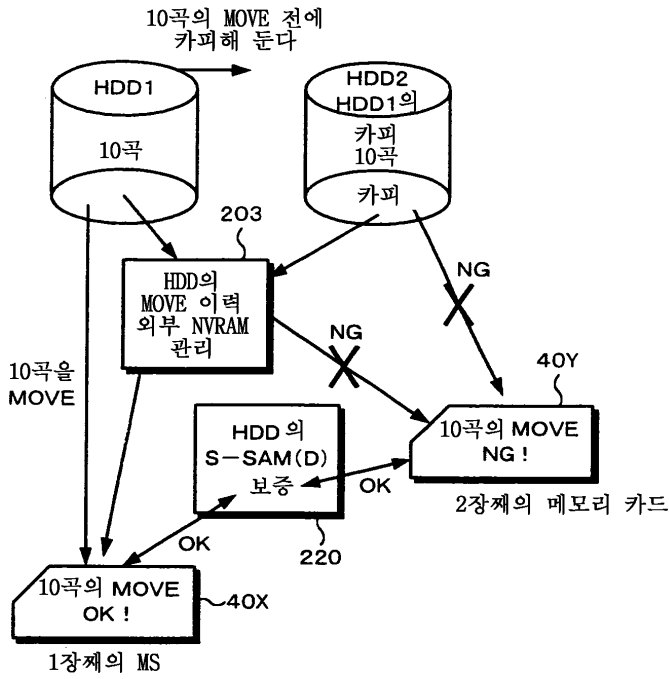 10곡의 MOVE 전에
카피해 둔다
HDD1
10곡
HDD2
HDD1의
카피
10곡
카피
203
HDD의
MOVE 이력
외부 NVRAM
관리
NG
NG
10곡을
MOVE
40Y
10곡의 MOVE
NG !
HDD 의
S-SAM(D)
보증
OK
2장째의 메모리 카드
OK
220
10곡의 MOVE
OK !
40X
1장째의 MS